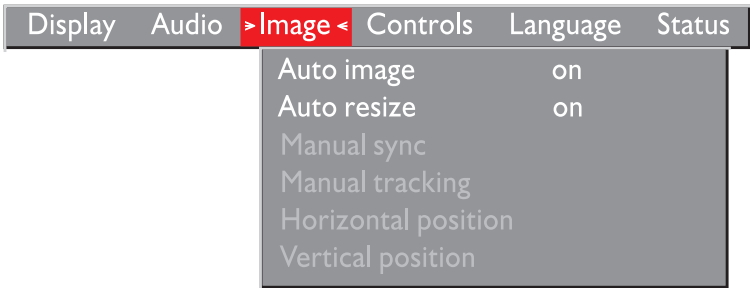 Display Audio >Image< Controls Language Status
Auto image on
Auto resize on
Manual sync
Manual tracking
Horizontal position
Vertical position